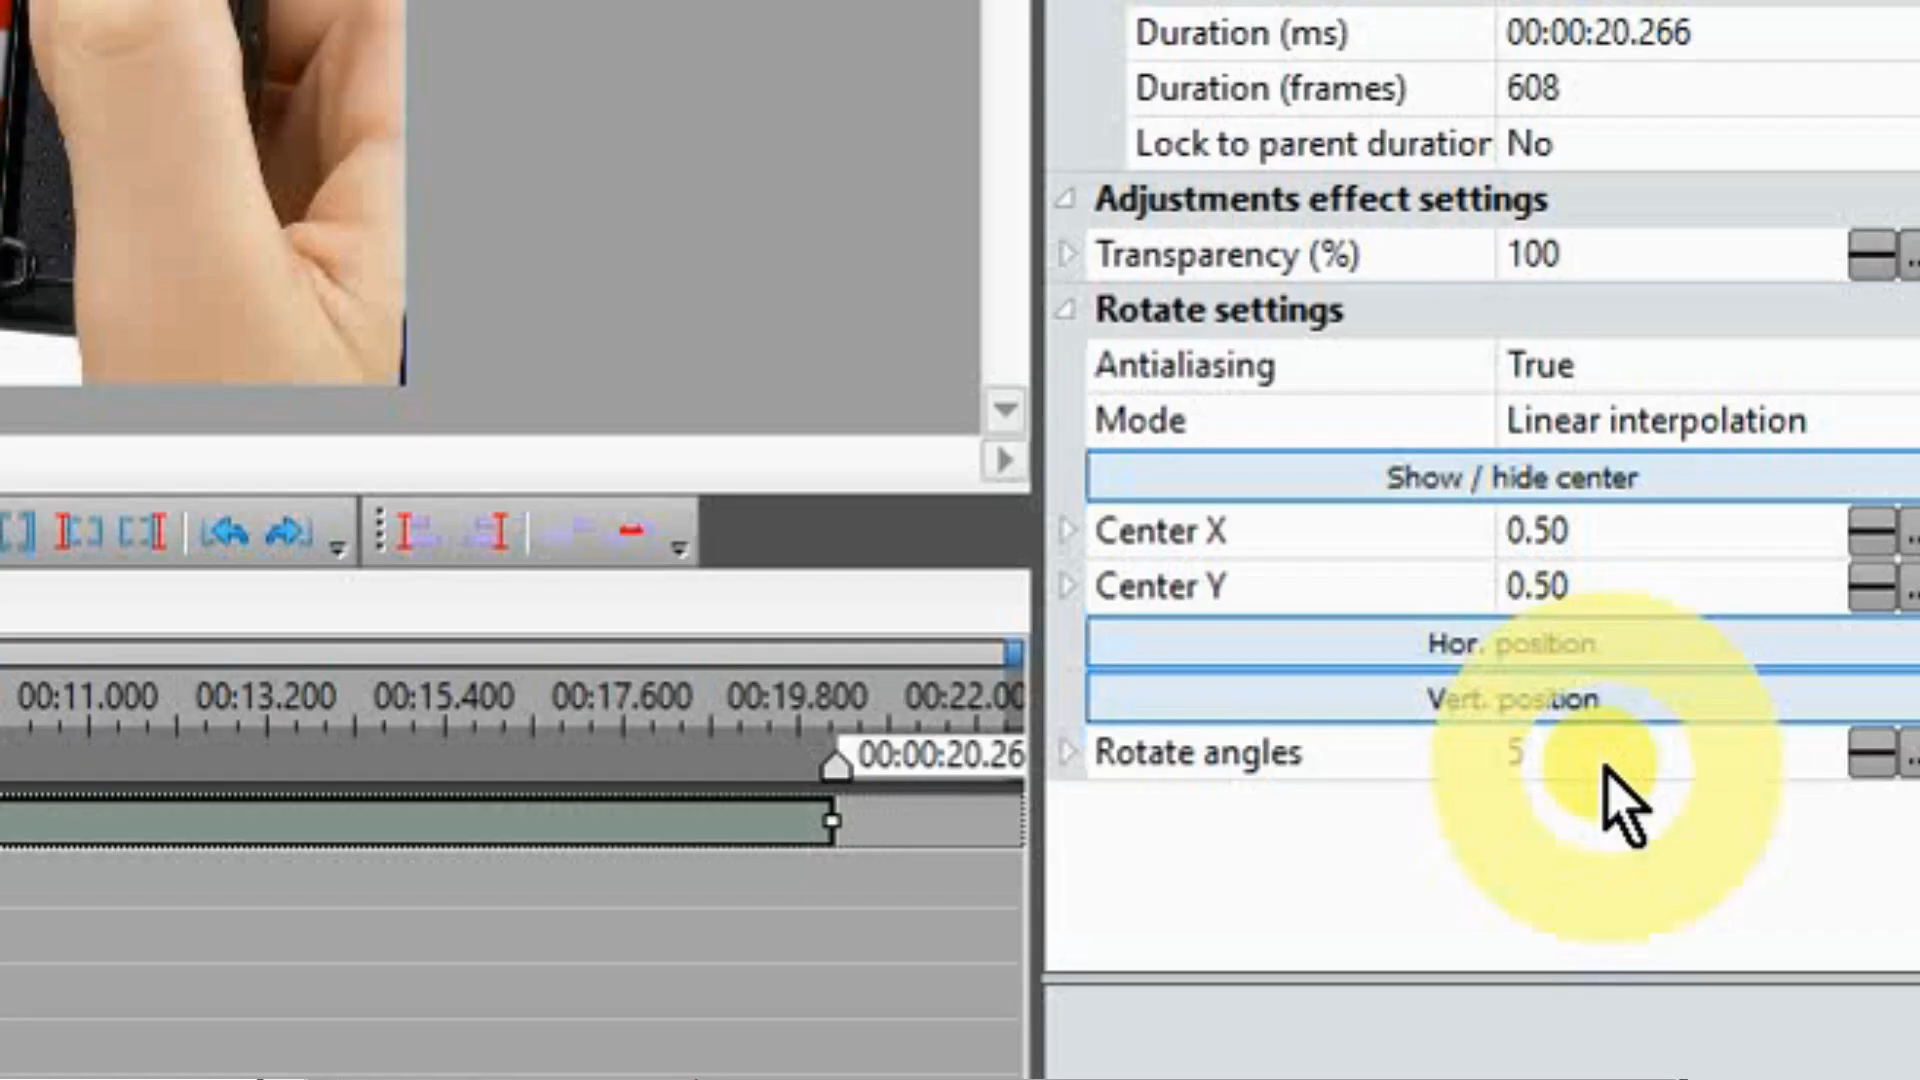 Duration (ms) 00:00:20.266
Duration (frames) 608
Lock to parent duration No
Adjustments effect settings
Transparency (%) 100
Rotate settings
Antialiasing True
Mode Linear interpolation
Show / hide center
Center X 0.50
Center Y 0.50
Hor. position
Vert. position
Rotate angles 5
00:11.000 00:13.200 00:15.400 00:17.600 00:19.800 00:22.00
00:00:20.26